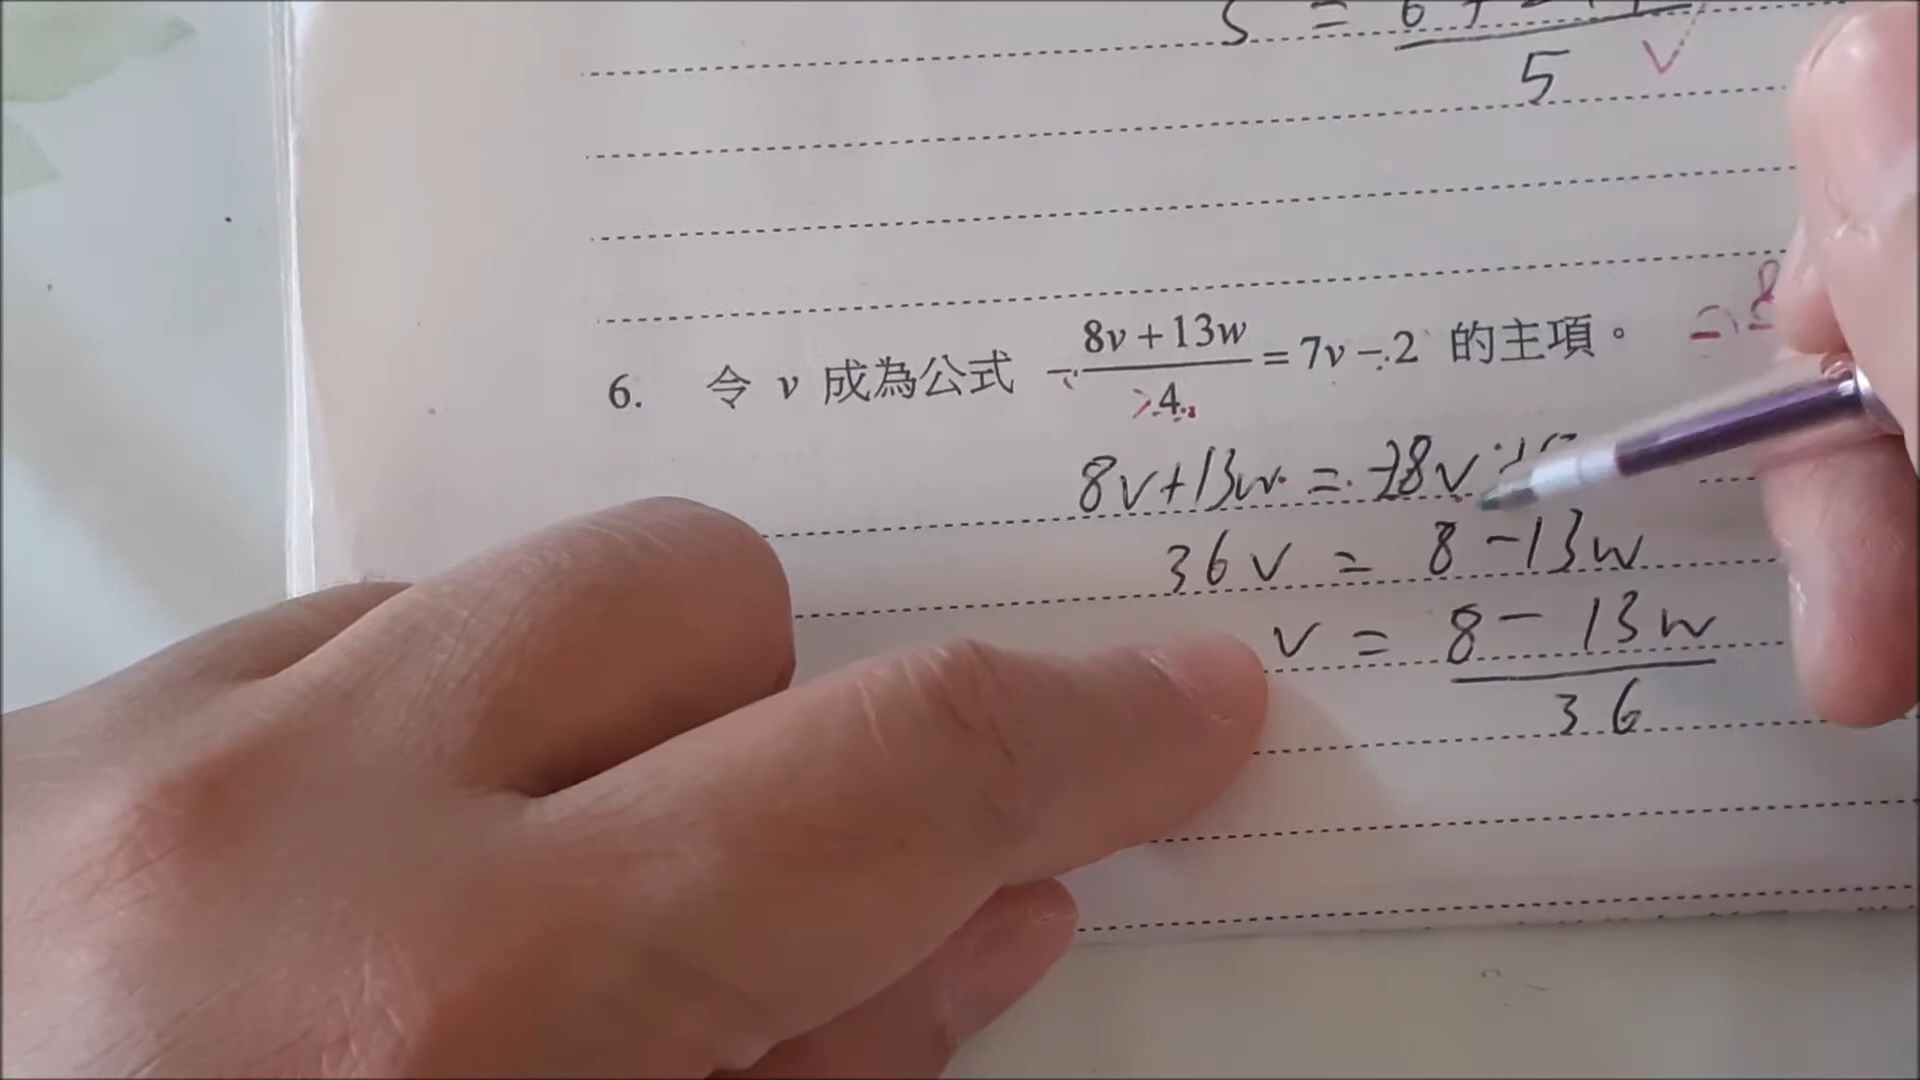 S =
5
6. 令 v 成為公式 -(8v + 13w)/4 = 7v - 2 的主項。
8v+13w = -28v
36v = 8-13w
v = (8-13w)/36